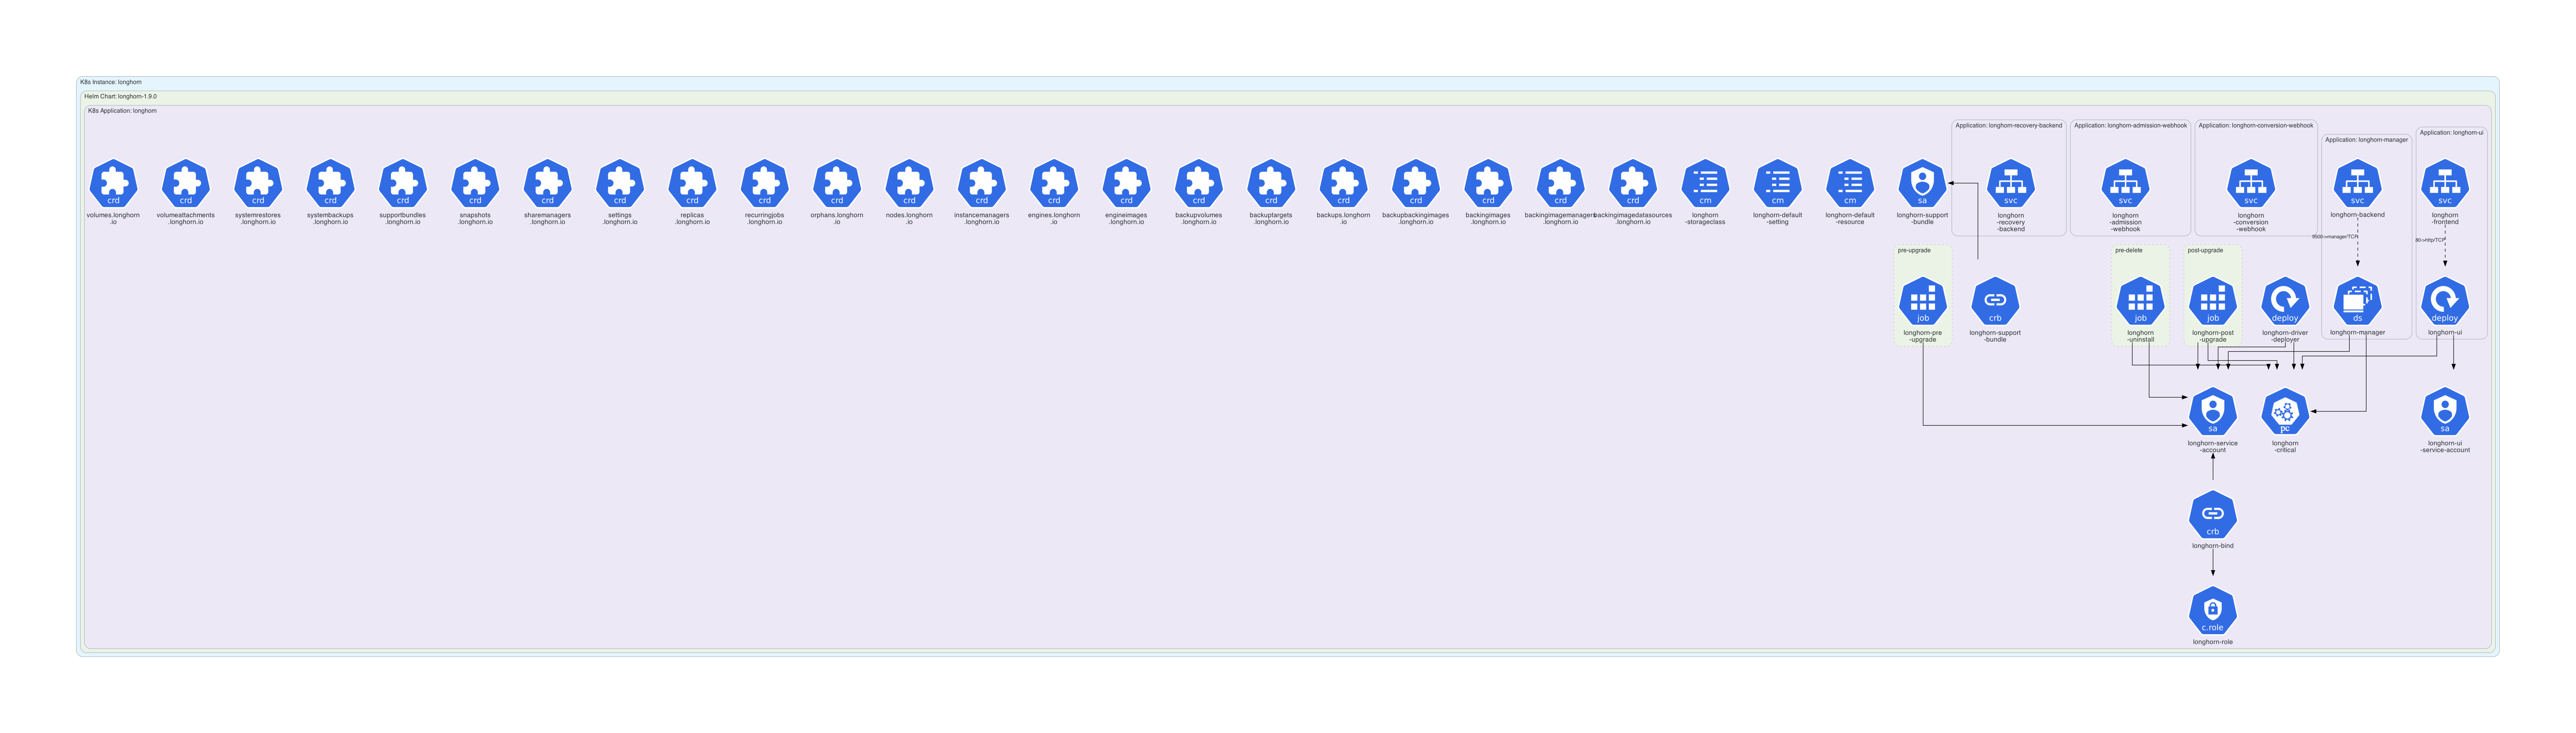 K8s Instance: longhorn
Helm Chart: longhorn-1.9.0
K8s Application: longhorn
Application: longhorn-recovery-backend
Application: longhorn-admission-webhook
Application: longhorn-conversion-webhook
Application: longhorn-manager
Application: longhorn-ui
crd
volumes.longhorn
.io
crd
volumeattachments
.longhorn.io
crd
systemrestores
.longhorn.io
crd
systembackups
.longhorn.io
crd
supportbundles
.longhorn.io
crd
snapshots
.longhorn.io
crd
sharemanagers
.longhorn.io
crd
settings
.longhorn.io
crd
replicas
.longhorn.io
crd
recurringjobs
.longhorn.io
crd
orphans.longhorn
.io
crd
nodes.longhorn
.io
crd
instancemanagers
.longhorn.io
crd
engines.longhorn
.io
crd
engineimages
.longhorn.io
crd
backupvolumes
.longhorn.io
crd
backuptargets
.longhorn.io
crd
backups.longhorn
.io
crd
backupbackingimages
.longhorn.io
crd
backingimages
.longhorn.io
crd
backingimagemanagers
.longhorn.io
crd
backingimagedatasources
.longhorn.io
cm
longhorn
-storageclass
cm
longhorn-default
-setting
cm
longhorn-default
-resource
sa
longhorn-support
-bundle
svc
longhorn
-recovery
-backend
svc
longhorn
-admission
-webhook
svc
longhorn
-conversion
-webhook
svc
longhorn-backend
svc
longhorn
-frontend
9500->manager/TCP
80->http/TCP
pre-upgrade
job
longhorn-pre
-upgrade
crb
longhorn-support
-bundle
pre-delete
job
longhorn
-uninstall
post-upgrade
job
longhorn-post
-upgrade
deploy
longhorn-driver
-deployer
ds
longhorn-manager
deploy
longhorn-ui
sa
longhorn-service
-account
pc
longhorn
-critical
sa
longhorn-ui
-service-account
crb
longhorn-bind
c.role
longhorn-role